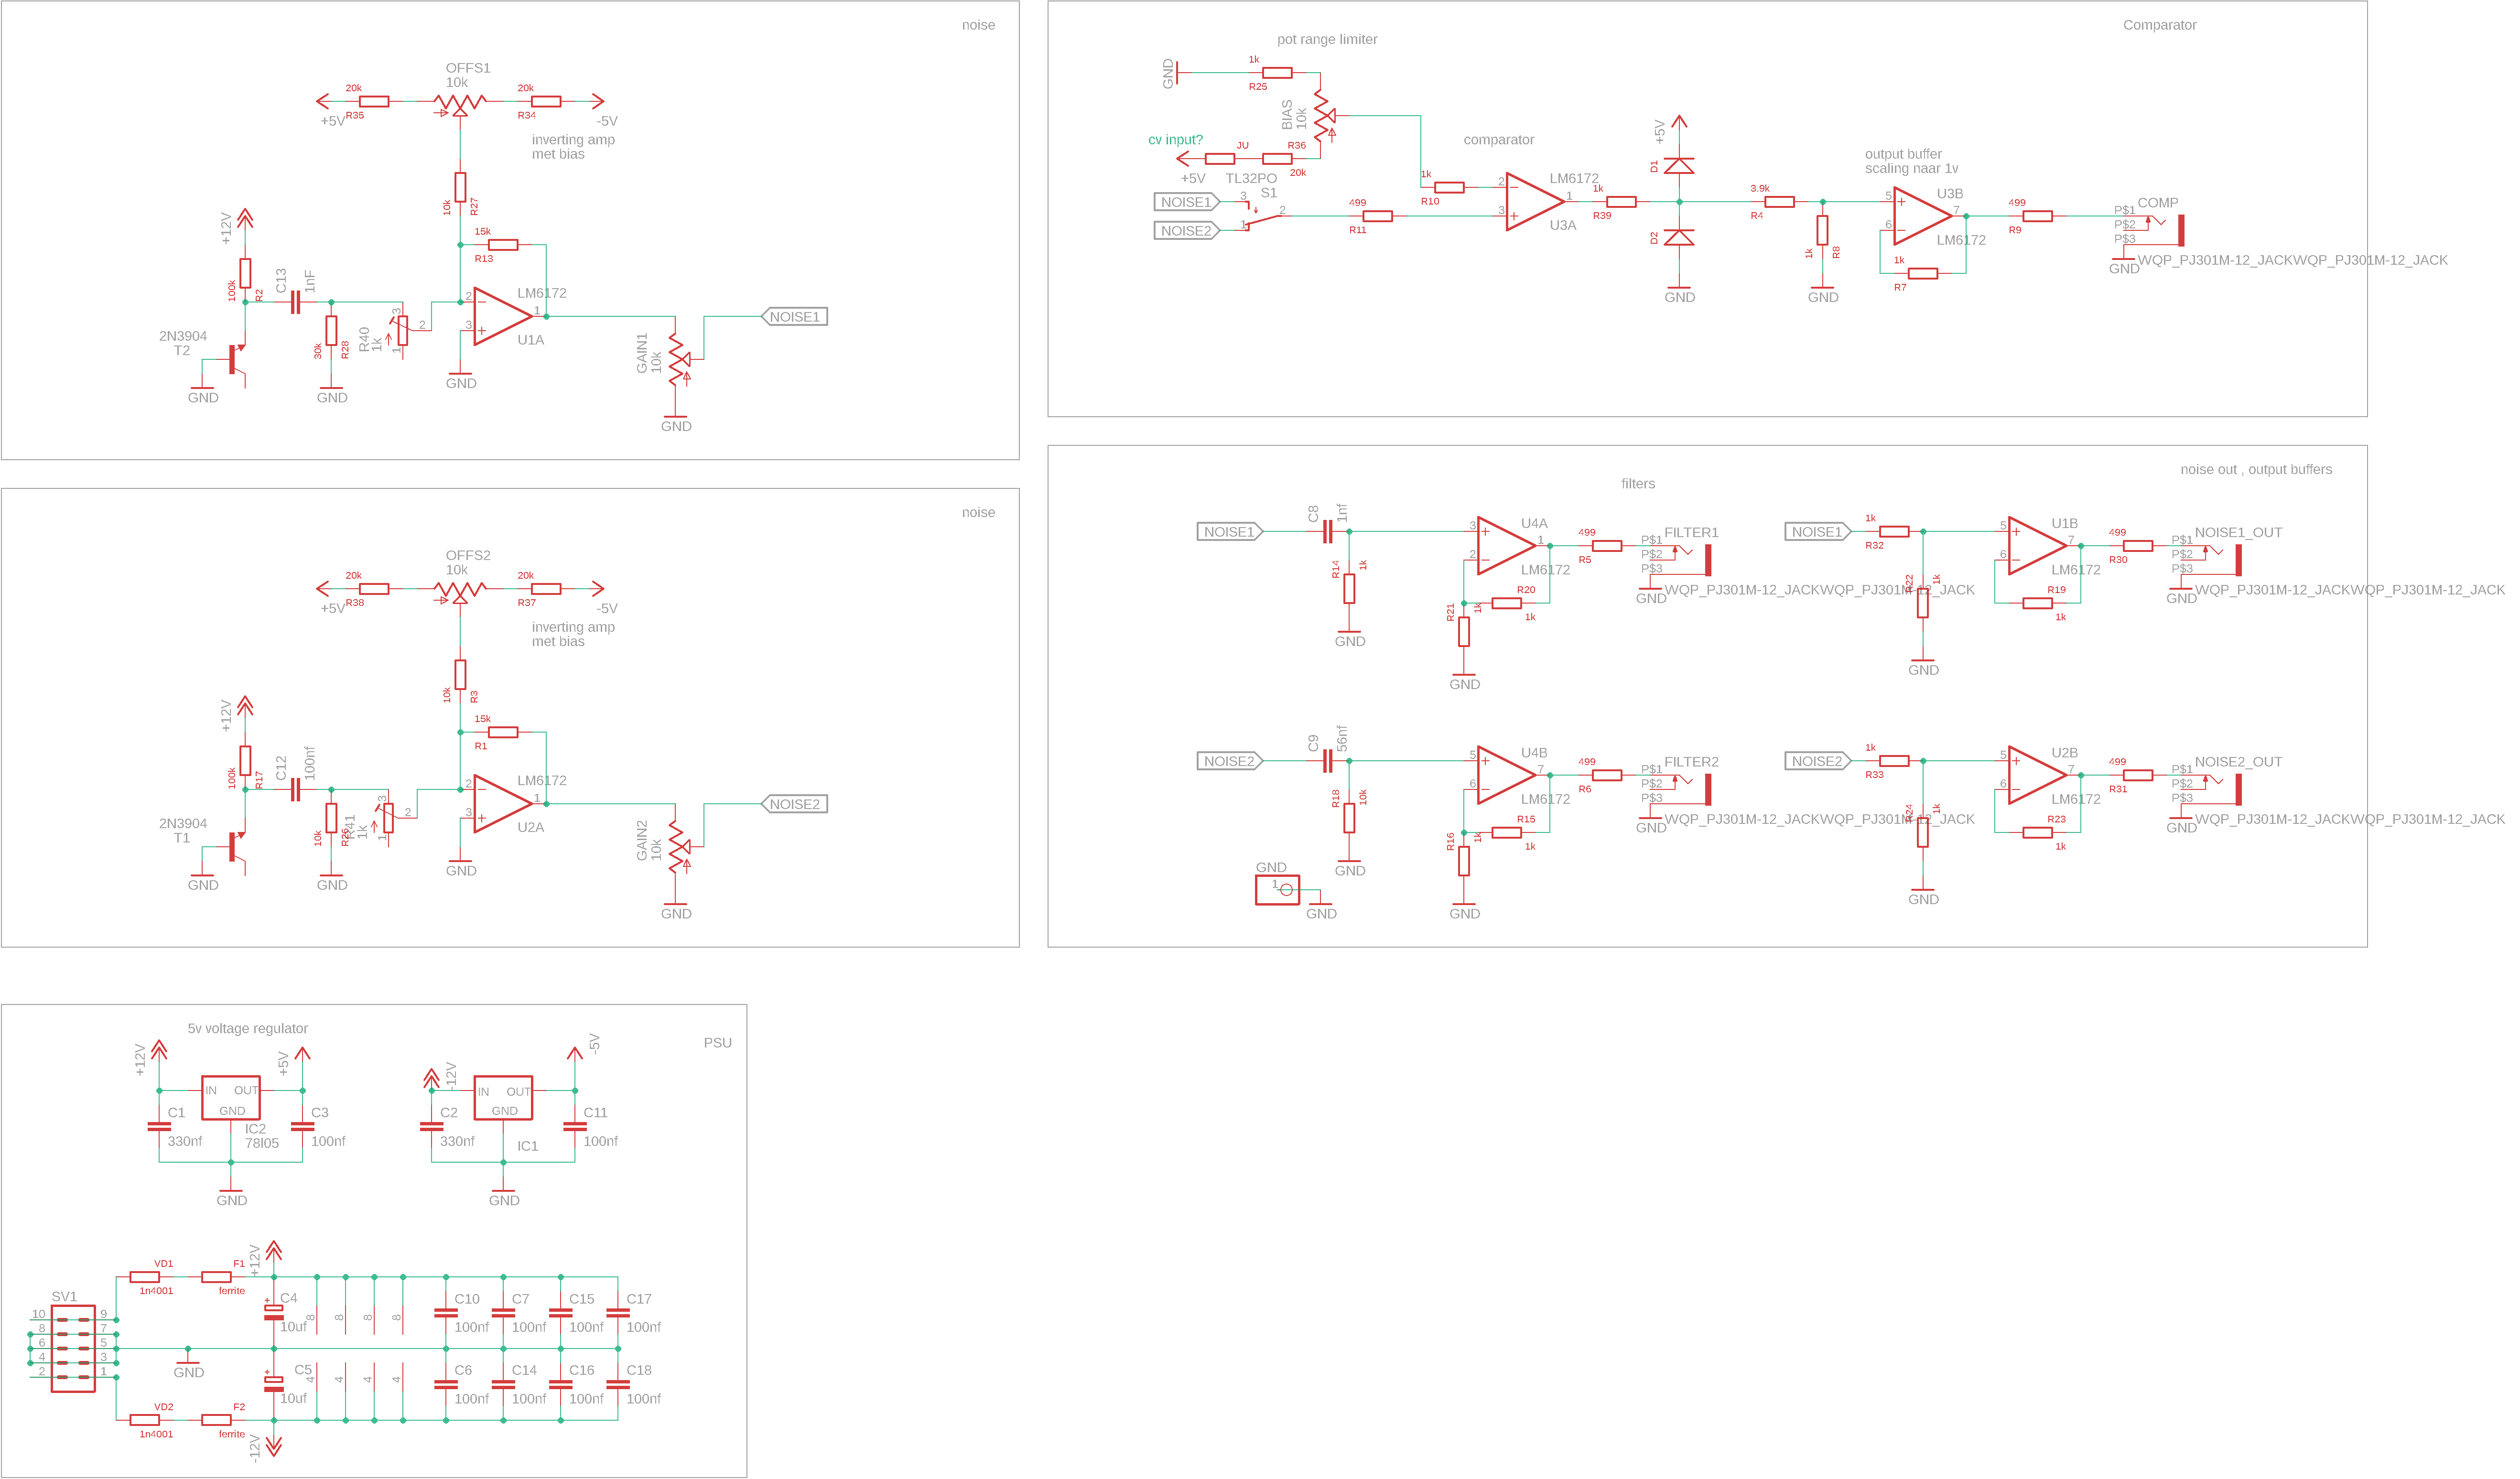 noise
OFFS1
10k
20k
R35
+5V
20k
R34
-5V
inverting amp
met bias
10k
R27
15k
R13
+12V
100k
R2
C13
1nF
30k
R28
R40
1k
3
2
1
2N3904
T2
GND
GND
2
3
1
LM6172
U1A
GND
GAIN1
10k
GND
NOISE1
noise
OFFS2
10k
20k
R38
+5V
20k
R37
-5V
inverting amp
met bias
10k
R3
15k
R1
+12V
100k
R17
C12
100nf
10k
R26
R41
1k
3
2
1
2N3904
T1
GND
GND
2
3
1
LM6172
U2A
GND
GAIN2
10k
GND
NOISE2
5v voltage regulator
PSU
+12V
+5V
IN
OUT
GND
C1
330nf
IC2
78l05
C3
100nf
GND
-12V
-5V
IN
OUT
GND
C2
330nf
IC1
C11
100nf
GND
SV1
10
9
8
7
6
5
4
3
2
1
VD1
1n4001
F1
ferrite
+12V
C4
10uf
+
8
8
8
8
C10
100nf
C7
100nf
C15
100nf
C17
100nf
GND
VD2
1n4001
F2
ferrite
-12V
C5
10uf
+
4
4
4
4
C6
100nf
C14
100nf
C16
100nf
C18
100nf
Comparator
pot range limiter
GND
1k
R25
BIAS
10k
cv input?
+5V
JU
R36
20k
TL32PO
S1
NOISE1
NOISE2
3
2
1
499
R11
1k
R10
comparator
2
3
1
LM6172
U3A
1k
R39
+5V
D1
D2
GND
3.9k
R4
1k
R8
GND
output buffer
scaling naar 1v
5
6
7
U3B
LM6172
1k
R7
499
R9
COMP
P$1
P$2
P$3
GND
WQP_PJ301M-12_JACKWQP_PJ301M-12_JACK
noise out , output buffers
filters
NOISE1
C8
1nf
R14
1k
GND
3
2
1
U4A
LM6172
R20
1k
R21
1k
GND
499
R5
FILTER1
P$1
P$2
P$3
GND
WQP_PJ301M-12_JACKWQP_PJ301M-12_JACK
NOISE1
1k
R32
R22
1k
GND
5
6
7
U1B
LM6172
R19
1k
499
R30
NOISE1_OUT
P$1
P$2
P$3
GND
WQP_PJ301M-12_JACKWQP_PJ301M-12_JACK
NOISE2
C9
56nf
R18
10k
GND
5
6
7
U4B
LM6172
R15
1k
R16
1k
GND
499
R6
FILTER2
P$1
P$2
P$3
GND
WQP_PJ301M-12_JACKWQP_PJ301M-12_JACK
NOISE2
1k
R33
R24
1k
GND
5
6
7
U2B
LM6172
R23
1k
499
R31
NOISE2_OUT
P$1
P$2
P$3
GND
WQP_PJ301M-12_JACKWQP_PJ301M-12_JACK
GND
1
GND